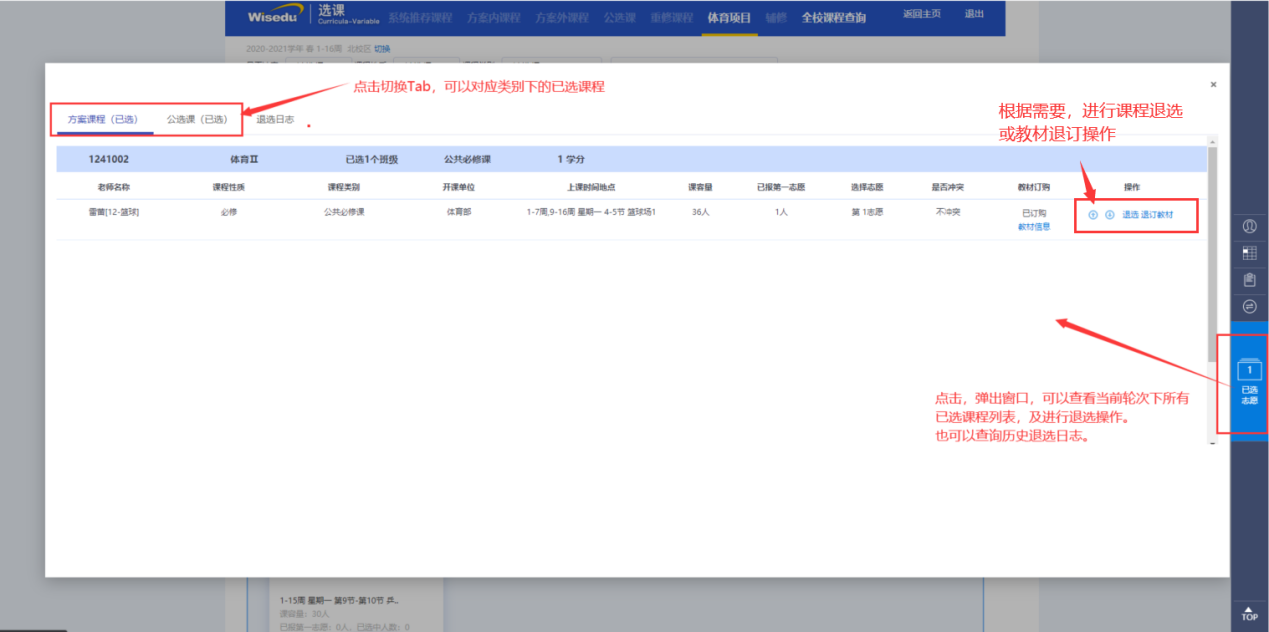 Wisedu 选课
Curricula-Variable
系统推荐课程 方案内课程 方案外课程 公选课 重修课程 体育项目 辅修 全校课程查询 返回主页 退出
2020-2021学年 春 1-16周 北校区 切换
点击切换Tab，可以对应类别下的已选课程
×
根据需要，进行课程退选
或教材退订操作
方案课程（已选） 公选课（已选） 退选日志
1241002 体育II 已选1个班级 公共必修课 1 学分
老师名称 课程性质 课程类别 开课单位 上课时间地点 课容量 已报第一志愿 选择志愿 是否冲突 教材订购 操作
雷蕾[12-篮球] 必修 公共必修课 体育部 1-7周,9-16周 星期一 4-5节 篮球场1 36人 1人 第 1志愿 不冲突 已订购 退选 退订教材
教材信息
1
已选
志愿
点击，弹出窗口，可以查看当前轮次下所有
已选课程列表，及进行退选操作。
也可以查询历史退选日志。
1-15周 星期一 第9节-第10节 乒...
课容量：30人
已报第一志愿：0人，已选中人数：0
TOP